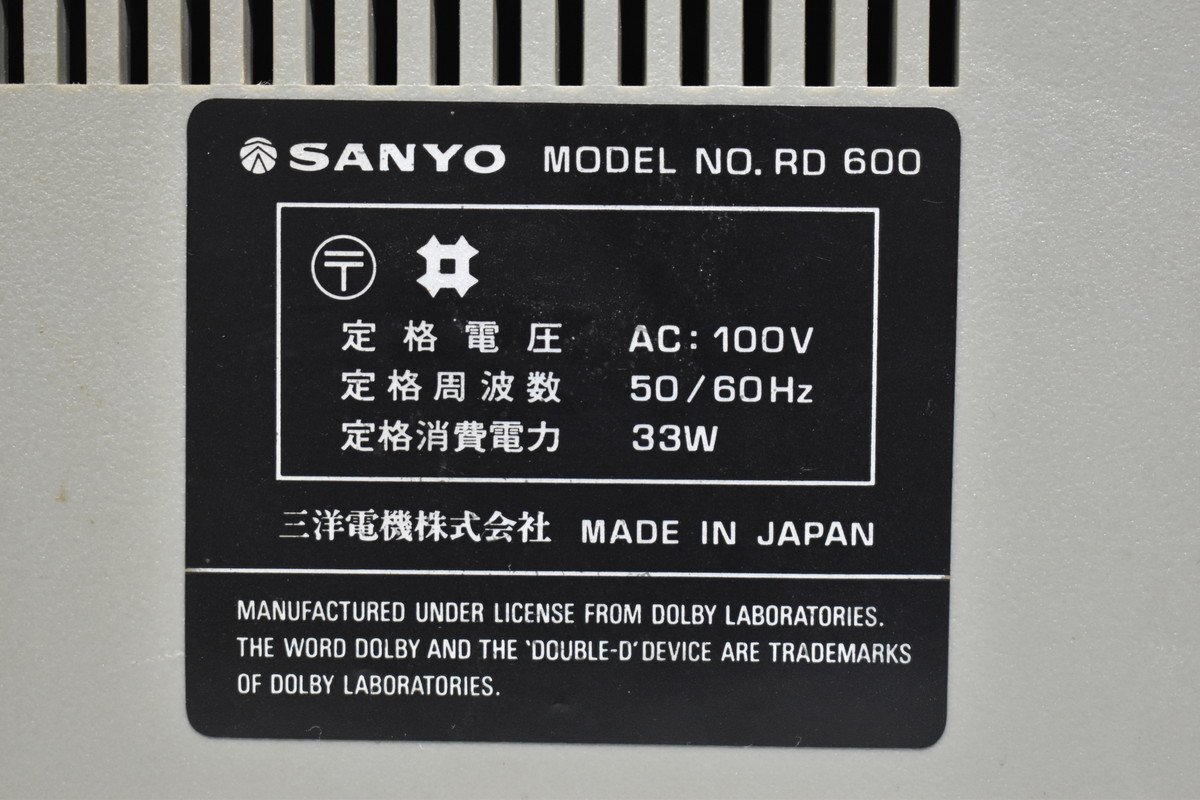 SANYO MODEL NO. RD 600
〒
定格電圧 AC: 100V
定格周波数 50/60Hz
定格消費電力 33W
三洋電機株式会社 MADE IN JAPAN
MANUFACTURED UNDER LICENSE FROM DOLBY LABORATORIES.
THE WORD DOLBY AND THE 'DOUBLE-D' DEVICE ARE TRADEMARKS
OF DOLBY LABORATORIES.